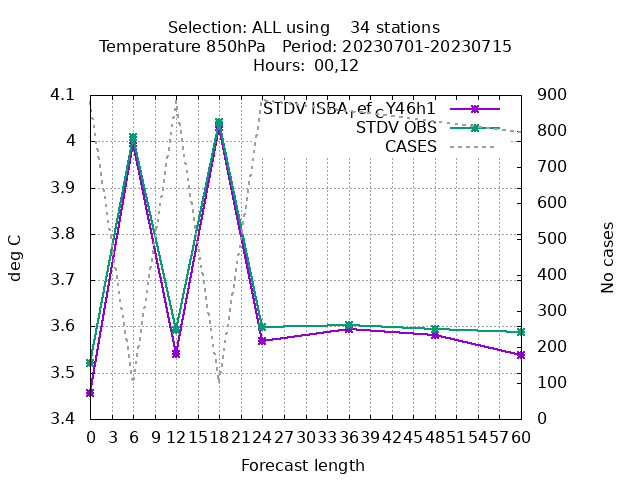 Selection: ALL using 34 stations
Temperature 850hPa Period: 20230701-20230715
Hours: 00,12
4.1
4
3.9
3.8
3.7
3.6
3.5
3.4
deg C
900
800
700
600
500
400
300
200
100
0
No cases
STDV ISBA_ref_CY46h1
STDV OBS
CASES
0 3 6 9 12 15 18 21 24 27 30 33 36 39 42 45 48 51 54 57 60
Forecast length